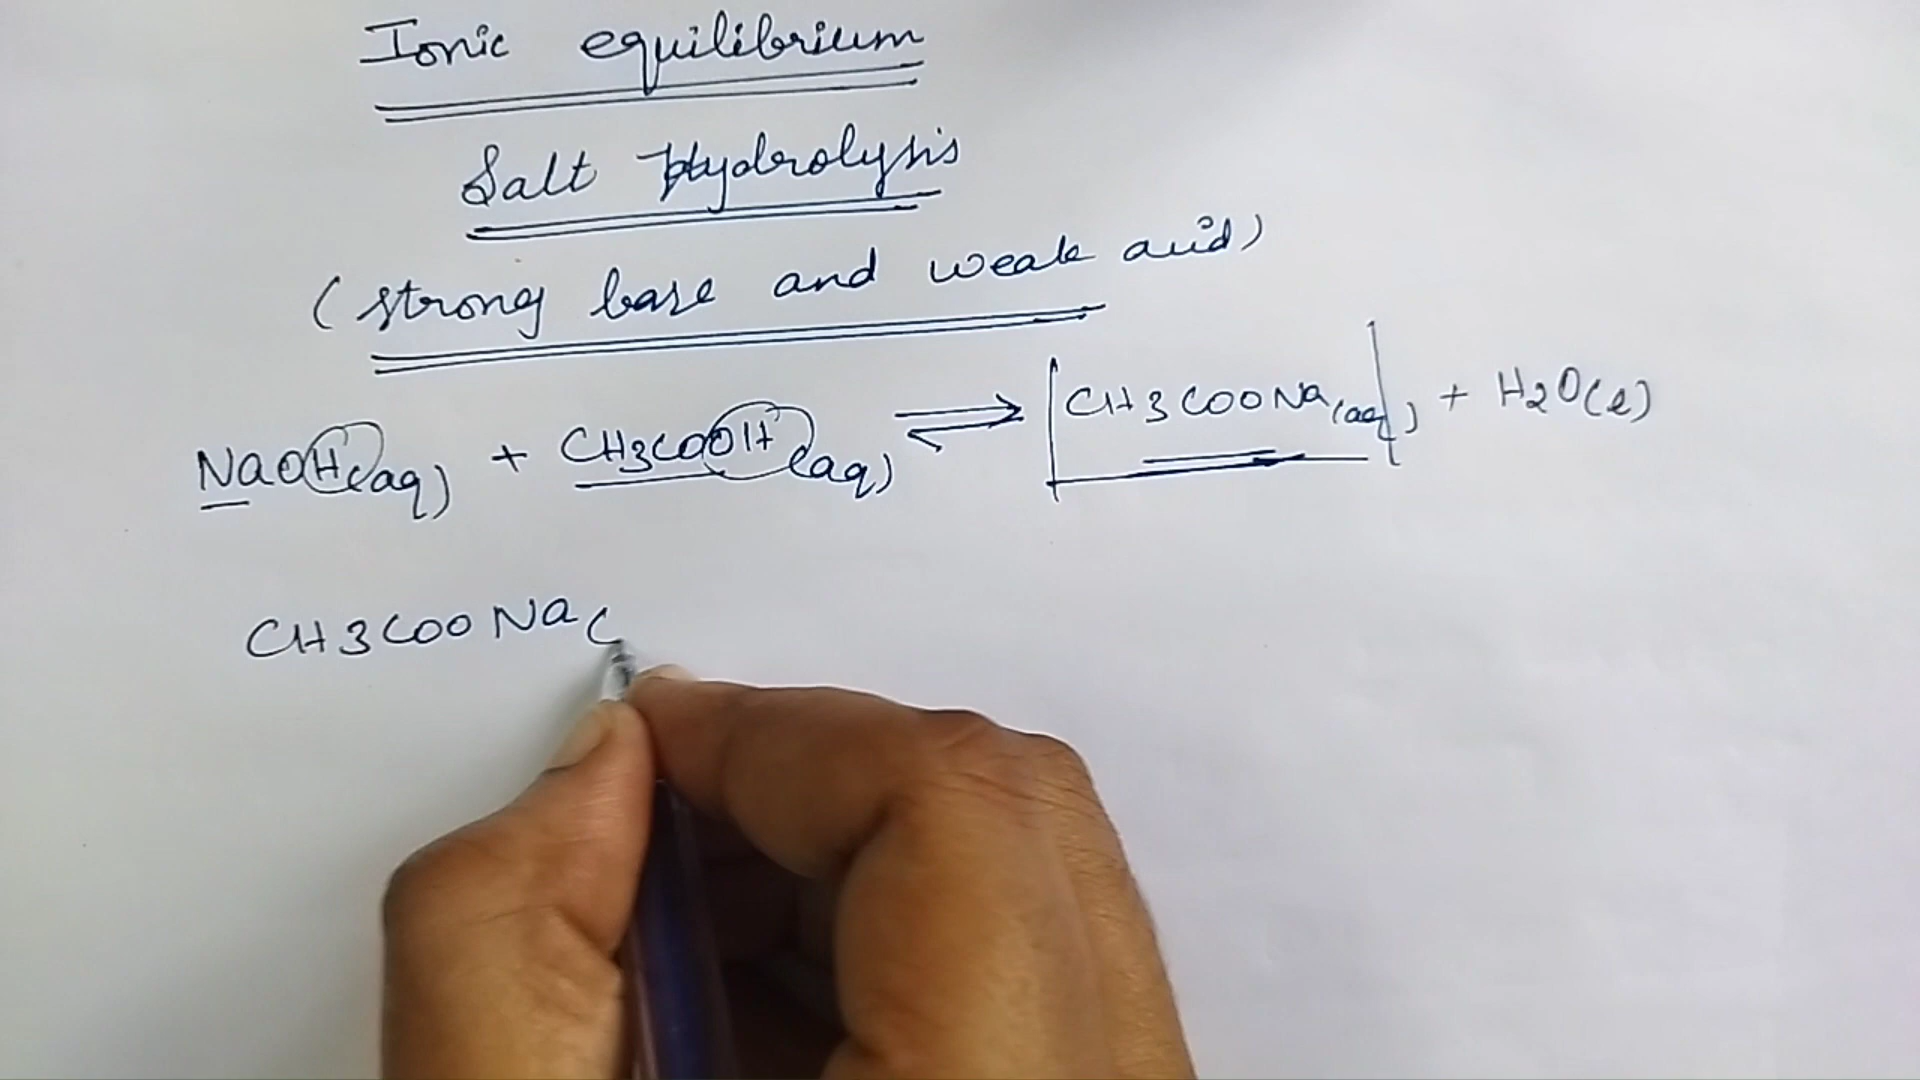 Ionic equilibrium
Salt Hydrolysis
(strong base and weak acid)
NaOH(aq) + CH3COOH(aq) ⇌ CH3COONa(aq) + H2O(l)
CH3COONa(